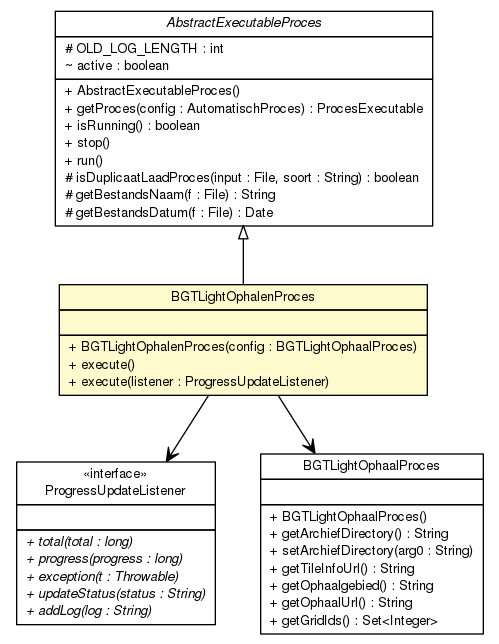 AbstractExecutableProces
# OLD_LOG_LENGTH : int
~ active : boolean
+ AbstractExecutableProces()
+ getProces(config : AutomatischProces) : ProcesExecutable
+ isRunning() : boolean
+ stop()
+ run()
# isDuplicaatLaadProces(input : File, soort : String) : boolean
# getBestandsNaam(f : File) : String
# getBestandsDatum(f : File) : Date
BGTLightOphalenProces
+ BGTLightOphalenProces(config : BGTLightOphaalProces)
+ execute()
+ execute(listener : ProgressUpdateListener)
«interface»
ProgressUpdateListener
+ total(total : long)
+ progress(progress : long)
+ exception(t : Throwable)
+ updateStatus(status : String)
+ addLog(log : String)
BGTLightOphaalProces
+ BGTLightOphaalProces()
+ getArchiefDirectory() : String
+ setArchiefDirectory(arg0 : String)
+ getTileInfoUrl() : String
+ getOphaalgebied() : String
+ getOphaalUrl() : String
+ getGridIds() : Set<Integer>